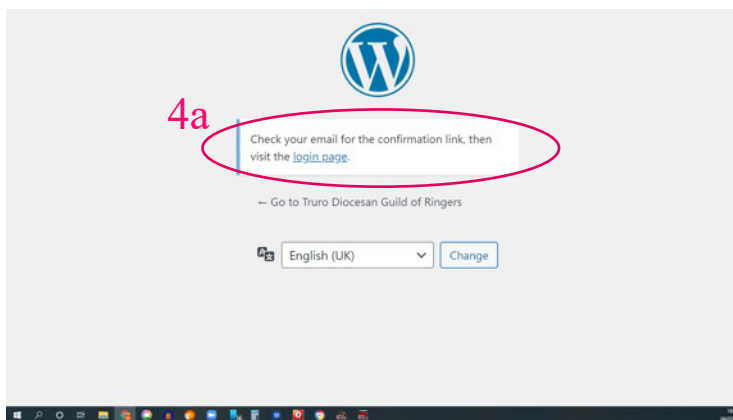 4a
Check your email for the confirmation link, then
visit the login page.
← Go to Truro Diocesan Guild of Ringers
English (UK)
Change